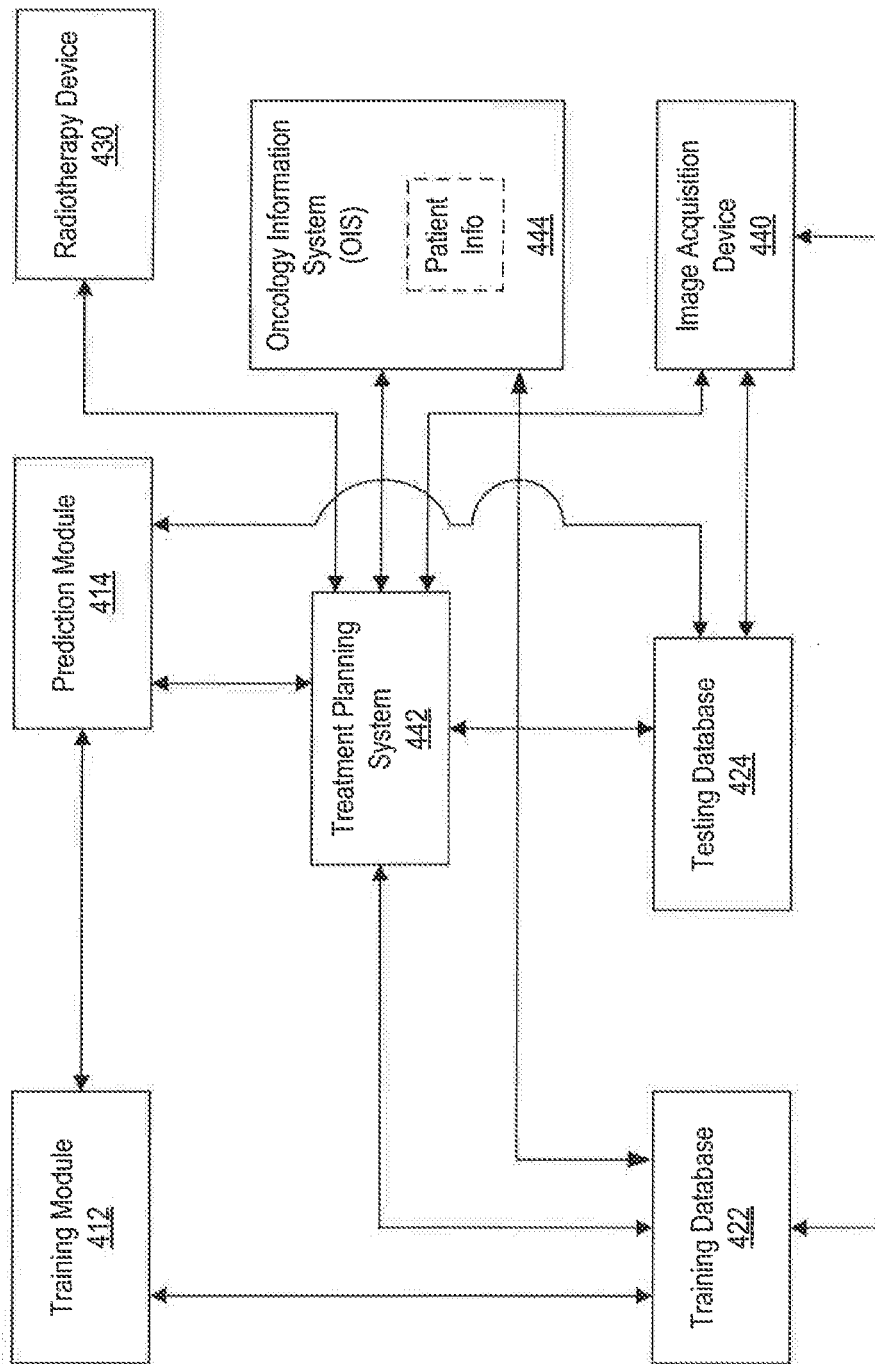 Training Module
412
Prediction Module
414
Radiotherapy Device
430
Treatment Planning
System
442
Oncology Information
System
(OIS)
Patient
Info
444
Training Database
422
Testing Database
424
Image Acquisition
Device
440